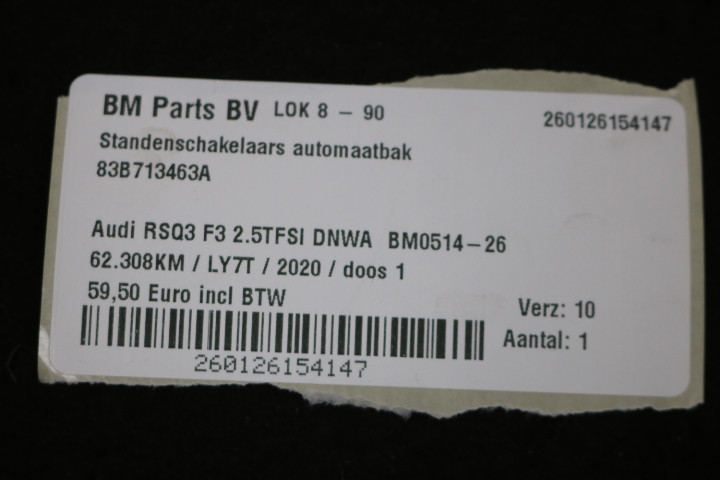 BM Parts BV LOK 8 - 90 260126154147
Standenschakelaars automaatbak
83B713463A
Audi RSQ3 F3 2.5TFSI DNWA BM0514-26
62.308KM / LY7T / 2020 / doos 1
59,50 Euro incl BTW
Verz: 10
Aantal: 1
260126154147